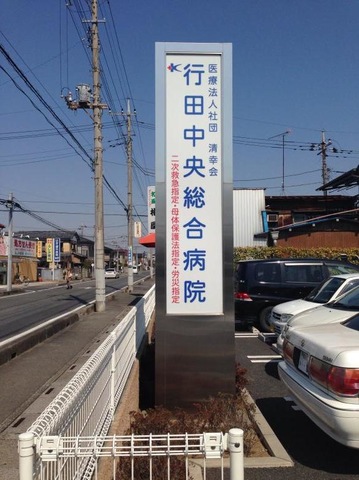 医療法人社団 清幸会
行田中央総合病院
二次救急指定・母体保護法指定・労災指定